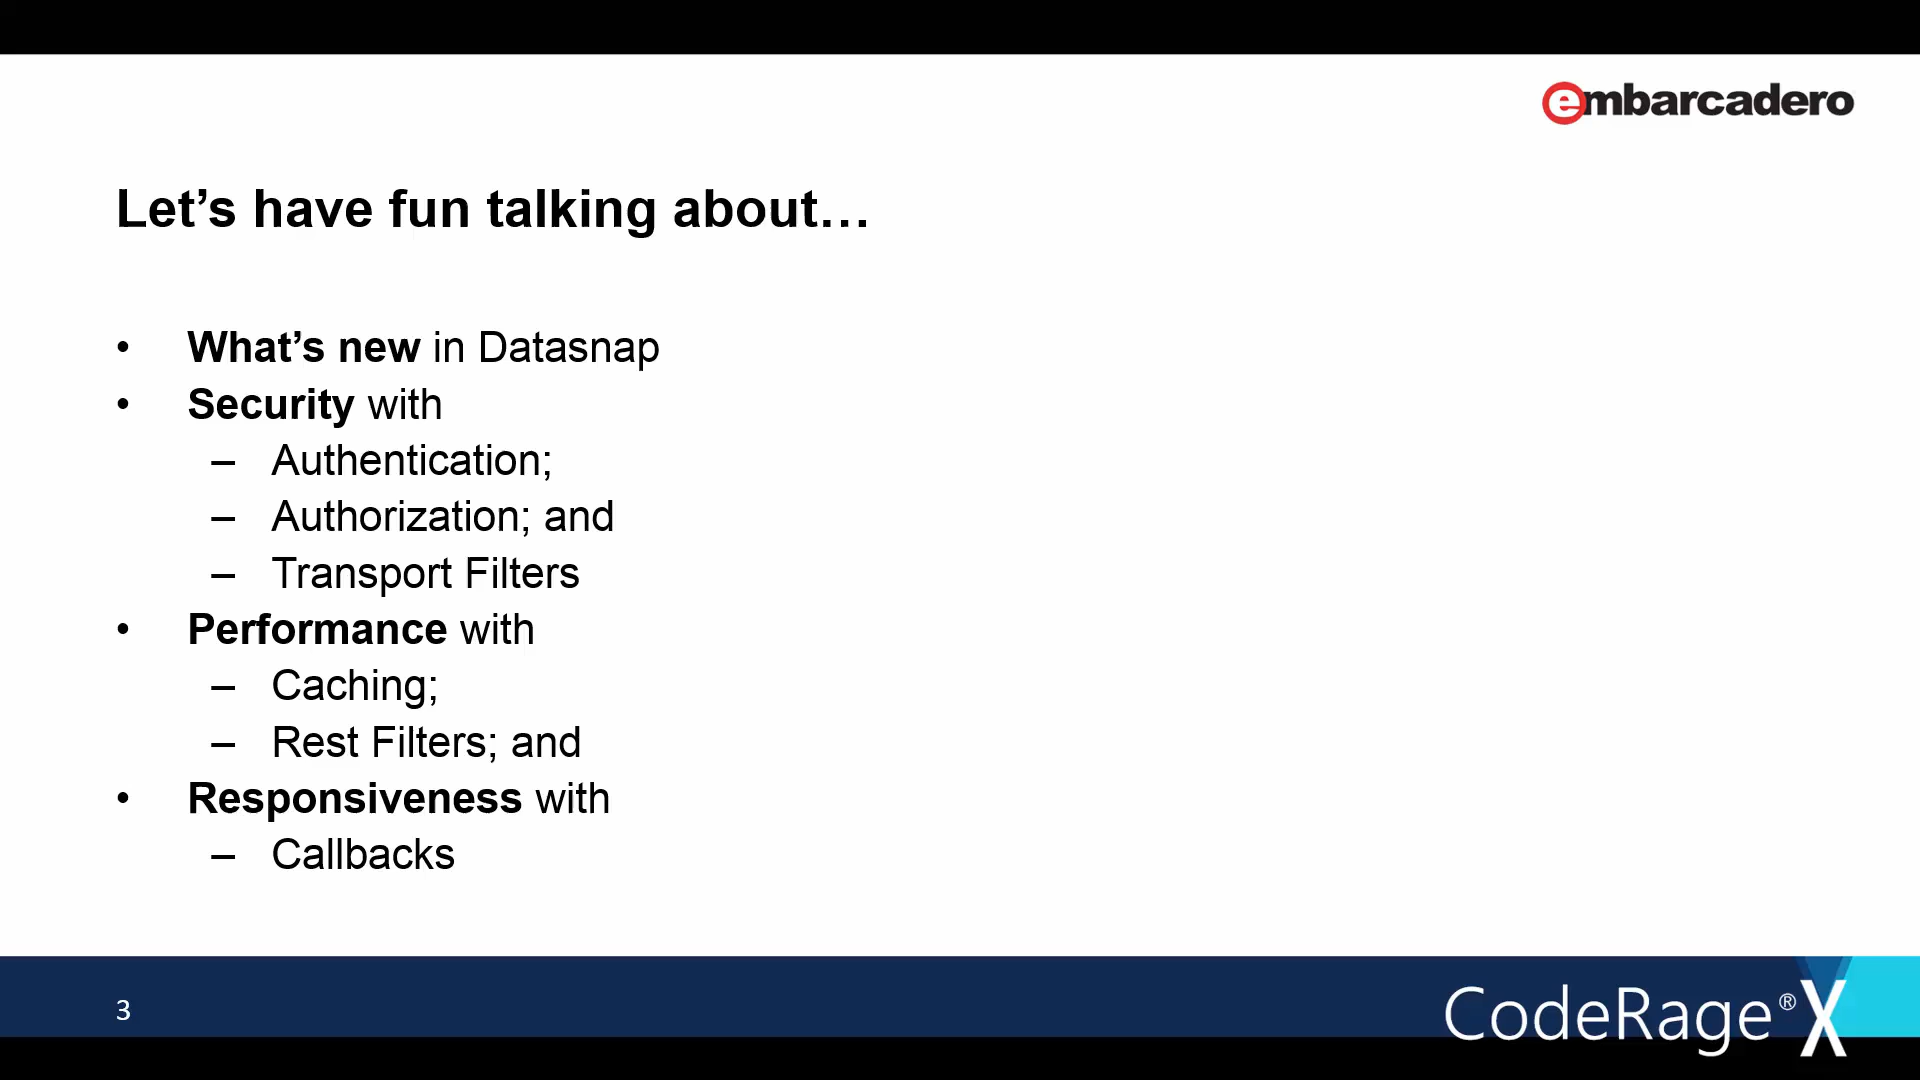 embarcadero
Let’s have fun talking about…
• What’s new in Datasnap
• Security with
– Authentication;
– Authorization; and
– Transport Filters
• Performance with
– Caching;
– Rest Filters; and
• Responsiveness with
– Callbacks
3
CodeRage® X